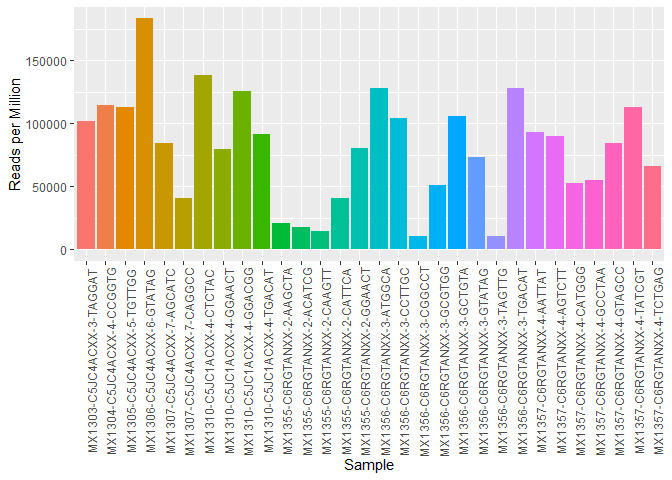 Reads per Million
150000
100000
50000
0
MX1303-C5JC4ACXX-3-TAGGAT
MX1304-C5JC4ACXX-4-CCGGTG
MX1305-C5JC4ACXX-5-TGTTGG
MX1306-C5JC4ACXX-6-GTATAG
MX1307-C5JC4ACXX-7-AGCATC
MX1307-C5JC4ACXX-7-CAGGCC
MX1310-C5JC1ACXX-4-CTCTAC
MX1310-C5JC1ACXX-4-GGAACT
MX1310-C5JC1ACXX-4-GGACGG
MX1310-C5JC1ACXX-4-TGACAT
MX1355-C6RGTANXX-2-AAGCTA
MX1355-C6RGTANXX-2-ACATCG
MX1355-C6RGTANXX-2-CAAGTT
MX1355-C6RGTANXX-2-CATTCA
MX1355-C6RGTANXX-2-GGAACT
MX1356-C6RGTANXX-3-ATGGCA
MX1356-C6RGTANXX-3-CCTTGC
MX1356-C6RGTANXX-3-CGGCCT
MX1356-C6RGTANXX-3-GCGTGG
MX1356-C6RGTANXX-3-GCTGTA
MX1356-C6RGTANXX-3-GTATAG
MX1356-C6RGTANXX-3-TAGTTG
MX1356-C6RGTANXX-3-TGACAT
MX1357-C6RGTANXX-4-AATTAT
MX1357-C6RGTANXX-4-AGTCTT
MX1357-C6RGTANXX-4-CATGGG
MX1357-C6RGTANXX-4-GCCTAA
MX1357-C6RGTANXX-4-GTAGCC
MX1357-C6RGTANXX-4-TATCGT
MX1357-C6RGTANXX-4-TCTGAG
Sample